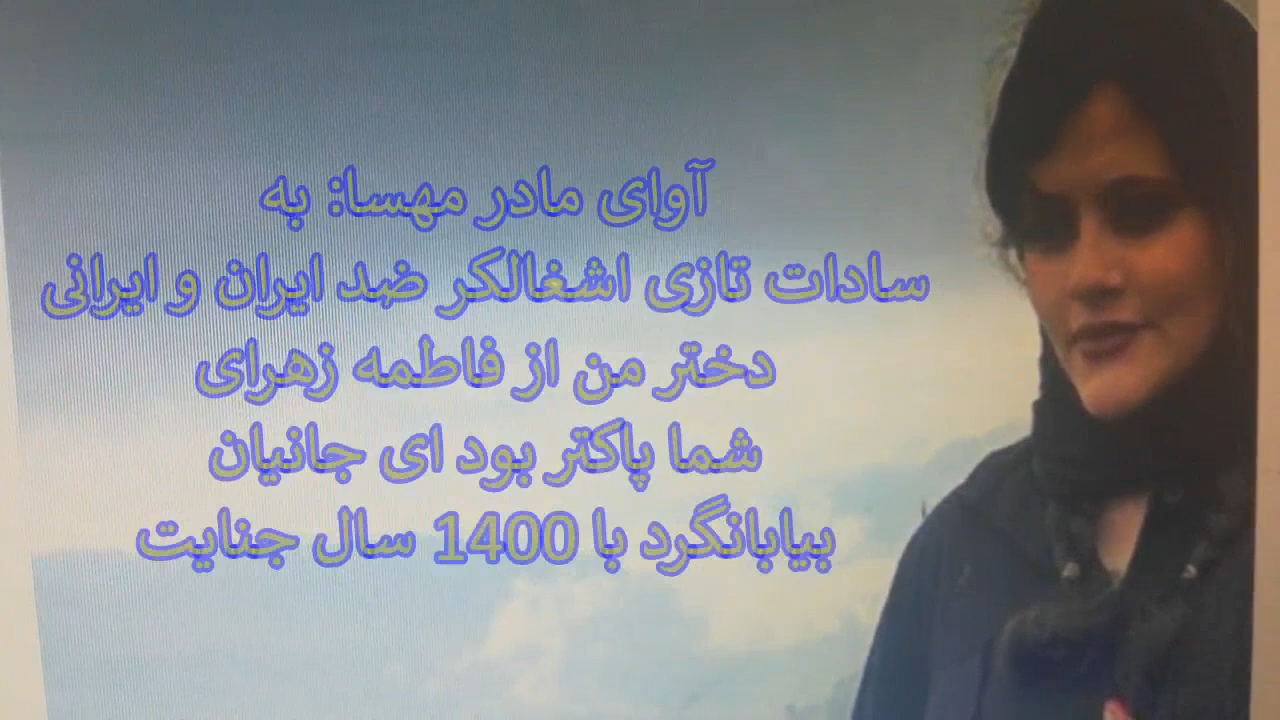 آوای مادر مهسا: به
سادات تازی اشغالکر ضد ایران و ایرانی
دختر من از فاطمه زهرای
شما پاکتر بود ای جانیان
بیابانگرد با 1400 سال جنایت